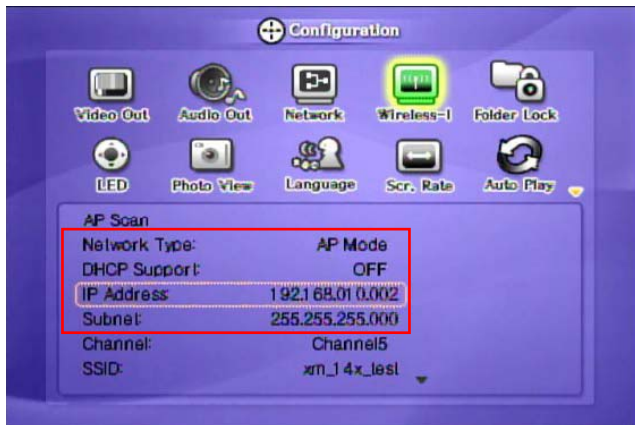 Configuration
Video Out Audio Out Network Wireless-I Folder Lock
LED Photo View Language Scr. Rate Auto Play
AP Scan
Network Type: AP Mode
DHCP Support: OFF
IP Address: 192.168.010.002
Subnet: 255.255.255.000
Channel: Channel5
SSID: xm_14x_test